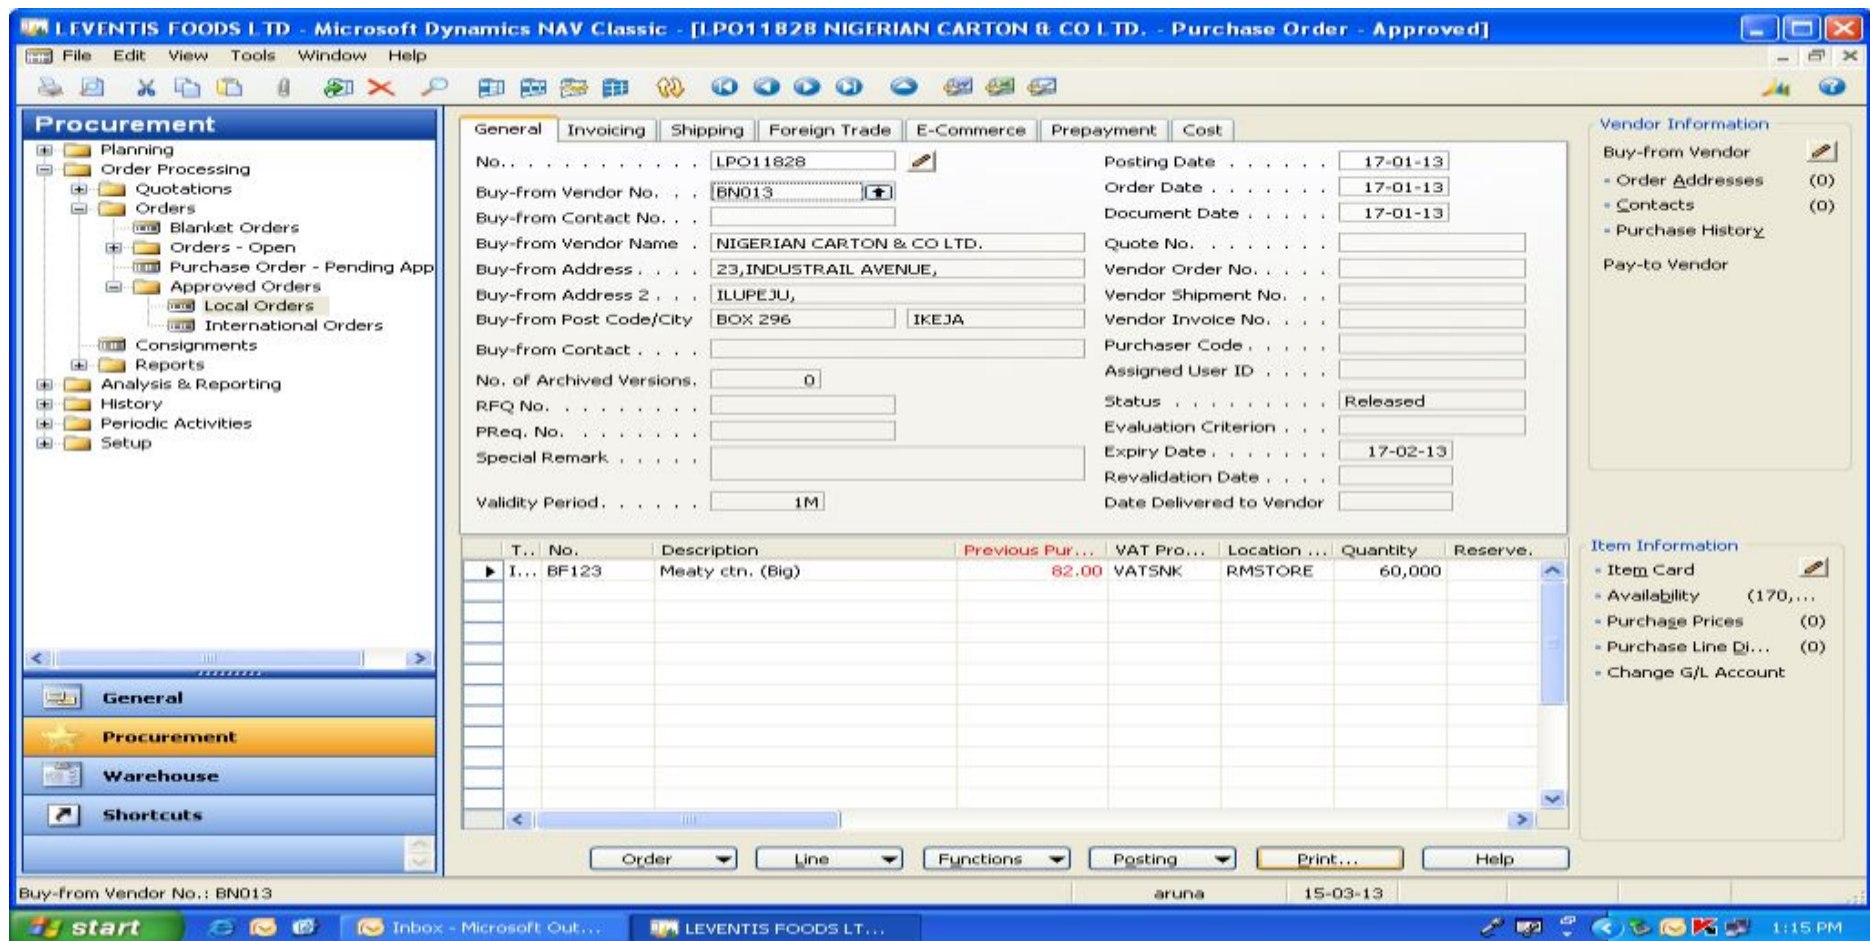 LEVENTIS FOODS LTD - Microsoft Dynamics NAV Classic - [LPO11828 NIGERIAN CARTON & CO LTD. - Purchase Order - Approved]
File Edit View Tools Window Help
Procurement
Planning
Order Processing
Quotations
Orders
Blanket Orders
Orders - Open
Purchase Order - Pending App
Approved Orders
Local Orders
International Orders
Consignments
Reports
Analysis & Reporting
History
Periodic Activities
Setup
General
Procurement
Warehouse
Shortcuts
General Invoicing Shipping Foreign Trade E-Commerce Prepayment Cost
No. . . . . . . . . . . . LPO11828
Buy-from Vendor No. . . BN013
Buy-from Contact No. . .
Buy-from Vendor Name . NIGERIAN CARTON & CO LTD.
Buy-from Address . . . . 23,INDUSTRAIL AVENUE,
Buy-from Address 2 . . . ILUPEJU,
Buy-from Post Code/City BOX 296 IKEJA
Buy-from Contact . . . .
No. of Archived Versions. 0
RFQ No. . . . . . . . . .
PReq. No. . . . . . . . .
Special Remark . . . . .
Validity Period. . . . . . 1M
Posting Date . . . . . . 17-01-13
Order Date . . . . . . . 17-01-13
Document Date . . . . . 17-01-13
Quote No. . . . . . . .
Vendor Order No. . . . .
Vendor Shipment No. . .
Vendor Invoice No. . . .
Purchaser Code . . . . .
Assigned User ID . . . .
Status . . . . . . . . . Released
Evaluation Criterion . . .
Expiry Date . . . . . . . 17-02-13
Revalidation Date . . . .
Date Delivered to Vendor
T.. No. Description Previous Pur... VAT Pro... Location ... Quantity Reserve.
I... BF123 Meaty ctn. (Big) 82.00 VATSNK RMSTORE 60,000
Order Line Functions Posting Print... Help
Vendor Information
Buy-from Vendor
Order Addresses (0)
Contacts (0)
Purchase History
Pay-to Vendor
Item Information
Item Card
Availability (170,...
Purchase Prices (0)
Purchase Line Di... (0)
Change G/L Account
Buy-from Vendor No.: BN013 aruna 15-03-13
start Inbox - Microsoft Out... LEVENTIS FOODS LT... 1:15 PM